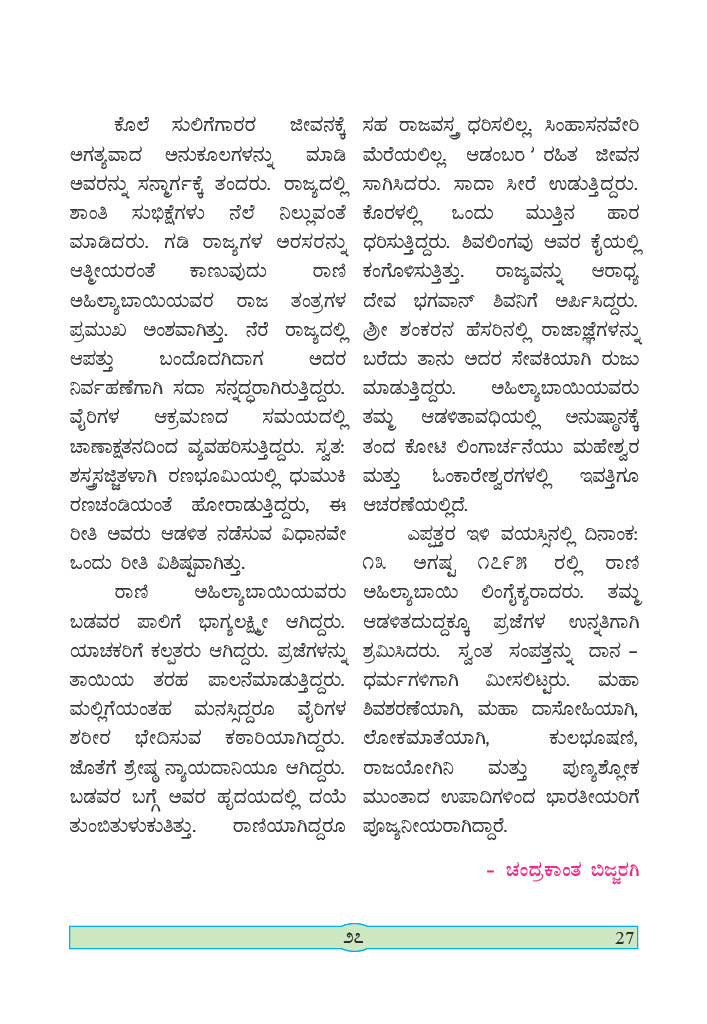 ಕೊಲೆ ಸುಲಿಗೆಗಾರರ ಜೀವನಕ್ಕೆ
ಅಗತ್ಯವಾದ ಅನುಕೂಲಗಳನ್ನು ಮಾಡಿ
ಅವರನ್ನು ಸನ್ಮಾರ್ಗಕ್ಕೆ ತಂದರು. ರಾಜ್ಯದಲ್ಲಿ
ಶಾಂತಿ ಸುಭಿಕ್ಷೆಗಳು ನೆಲೆ ನಿಲ್ಲುವಂತೆ
ಮಾಡಿದರು. ಗಡಿ ರಾಜ್ಯಗಳ ಅರಸರನ್ನು
ಆತ್ಮೀಯರಂತೆ ಕಾಣುವುದು ರಾಣಿ
ಅಹಿಲ್ಯಾಬಾಯಿಯವರ ರಾಜ ತಂತ್ರಗಳ
ಪ್ರಮುಖ ಅಂಶವಾಗಿತ್ತು. ನೆರೆ ರಾಜ್ಯದಲ್ಲಿ
ಆಪತ್ತು ಬಂದೊದಗಿದಾಗ ಅದರ
ನಿರ್ವಹಣೆಗಾಗಿ ಸದಾ ಸನ್ನದ್ಧರಾಗಿರುತ್ತಿದ್ದರು.
ವೈರಿಗಳ ಆಕ್ರಮಣದ ಸಮಯದಲ್ಲಿ
ಚಾಣಾಕ್ಷತನದಿಂದ ವ್ಯವಹರಿಸುತ್ತಿದ್ದರು. ಸ್ವತ:
ಶಸ್ತ್ರಸಜ್ಜಿತಳಾಗಿ ರಣಭೂಮಿಯಲ್ಲಿ ಧುಮುಕಿ
ರಣಚಂಡಿಯಂತೆ ಹೋರಾಡುತ್ತಿದ್ದರು, ಈ
ರೀತಿ ಅವರು ಆಡಳಿತ ನಡೆಸುವ ವಿಧಾನವೇ
ಒಂದು ರೀತಿ ವಿಶಿಷ್ಟವಾಗಿತ್ತು.
ರಾಣಿ ಅಹಿಲ್ಯಾಬಾಯಿಯವರು
ಬಡವರ ಪಾಲಿಗೆ ಭಾಗ್ಯಲಕ್ಷ್ಮೀ ಆಗಿದ್ದರು.
ಯಾಚಕರಿಗೆ ಕಲ್ಪತರು ಆಗಿದ್ದರು. ಪ್ರಜೆಗಳನ್ನು
ತಾಯಿಯ ತರಹ ಪಾಲನೆಮಾಡುತ್ತಿದ್ದರು.
ಮಲ್ಲಿಗೆಯಂತಹ ಮನಸ್ಸಿದ್ದರೂ ವೈರಿಗಳ
ಶರೀರ ಭೇದಿಸುವ ಕಠಾರಿಯಾಗಿದ್ದರು.
ಜೊತೆಗೆ ಶ್ರೇಷ್ಠ ನ್ಯಾಯದಾನಿಯೂ ಆಗಿದ್ದರು.
ಬಡವರ ಬಗ್ಗೆ ಅವರ ಹೃದಯದಲ್ಲಿ ದಯೆ
ತುಂಬಿತುಳುಕುತಿತ್ತು. ರಾಣಿಯಾಗಿದ್ದರೂ
ಸಹ ರಾಜವಸ್ತ್ರ ಧರಿಸಲಿಲ್ಲ, ಸಿಂಹಾಸನವೇರಿ
ಮೆರೆಯಲಿಲ್ಲ, ಆಡಂಬರ ' ರಹಿತ ಜೀವನ
ಸಾಗಿಸಿದರು. ಸಾದಾ ಸೀರೆ ಉಡುತ್ತಿದ್ದರು.
ಕೊರಳಲ್ಲಿ ಒಂದು ಮುತ್ತಿನ ಹಾರ
ಧರಿಸುತ್ತಿದ್ದರು. ಶಿವಲಿಂಗವು ಅವರ ಕೈಯಲ್ಲಿ
ಕಂಗೊಳಿಸುತ್ತಿತ್ತು. ರಾಜ್ಯವನ್ನು ಆರಾಧ್ಯ
ದೇವ ಭಗವಾನ್ ಶಿವನಿಗೆ ಅರ್ಪಿಸಿದ್ದರು.
ಶ್ರೀ ಶಂಕರನ ಹೆಸರಿನಲ್ಲಿ ರಾಜಾಜ್ಞೆಗಳನ್ನು
ಬರೆದು ತಾನು ಅದರ ಸೇವಕಿಯಾಗಿ ರುಜು
ಮಾಡುತ್ತಿದ್ದರು. ಅಹಿಲ್ಯಾಬಾಯಿಯವರು
ತಮ್ಮ ಆಡಳಿತಾವಧಿಯಲ್ಲಿ ಅನುಷ್ಠಾನಕ್ಕೆ
ತಂದ ಕೋಟಿ ಲಿಂಗಾರ್ಚನೆಯು ಮಹೇಶ್ವರ
ಮತ್ತು ಓಂಕಾರೇಶ್ವರಗಳಲ್ಲಿ ಇವತ್ತಿಗೂ
ಆಚರಣೆಯಲ್ಲಿದೆ.
ಎಪ್ಪತ್ತರ ಇಳಿ ವಯಸ್ಸಿನಲ್ಲಿ ದಿನಾಂಕ:
೧೩ ಅಗಷ್ಟ ೧೭೯೫ ರಲ್ಲಿ ರಾಣಿ
ಅಹಿಲ್ಯಾಬಾಯಿ ಲಿಂಗೈಕ್ಯರಾದರು. ತಮ್ಮ
ಆಡಳಿತದುದ್ದಕ್ಕೂ ಪ್ರಜೆಗಳ ಉನ್ನತಿಗಾಗಿ
ಶ್ರಮಿಸಿದರು. ಸ್ವಂತ ಸಂಪತ್ತನ್ನು ದಾನ –
ಧರ್ಮಗಳಿಗಾಗಿ ಮೀಸಲಿಟ್ಟರು. ಮಹಾ
ಶಿವಶರಣೆಯಾಗಿ, ಮಹಾ ದಾಸೋಹಿಯಾಗಿ,
ಲೋಕಮಾತೆಯಾಗಿ, ಕುಲಭೂಷಣಿ,
ರಾಜಯೋಗಿನಿ ಮತ್ತು ಪುಣ್ಯಶ್ಲೋಕ
ಮುಂತಾದ ಉಪಾದಿಗಳಿಂದ ಭಾರತೀಯರಿಗೆ
ಪೂಜ್ಯನೀಯರಾಗಿದ್ದಾರೆ.
– ಚಂದ್ರಕಾಂತ ಬಿಜ್ಜರಗಿ
೨೭ 27